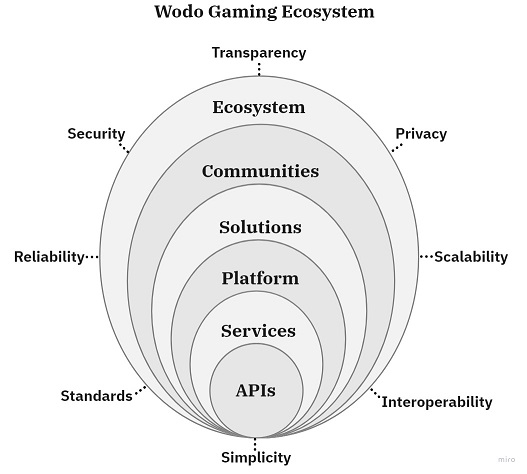 Wodo Gaming Ecosystem
Transparency
Ecosystem
Security
Privacy
Communities
Solutions
Reliability
Scalability
Platform
Services
APIs
Standards
Interoperability
Simplicity
miro